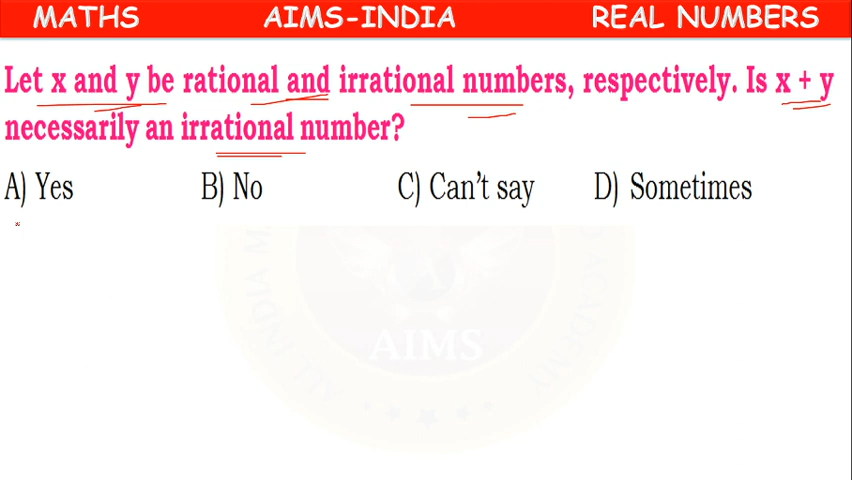 MATHS AIMS-INDIA REAL NUMBERS
Let x and y be rational and irrational numbers, respectively. Is x + y
necessarily an irrational number?
A) Yes B) No C) Can't say D) Sometimes
AIMS